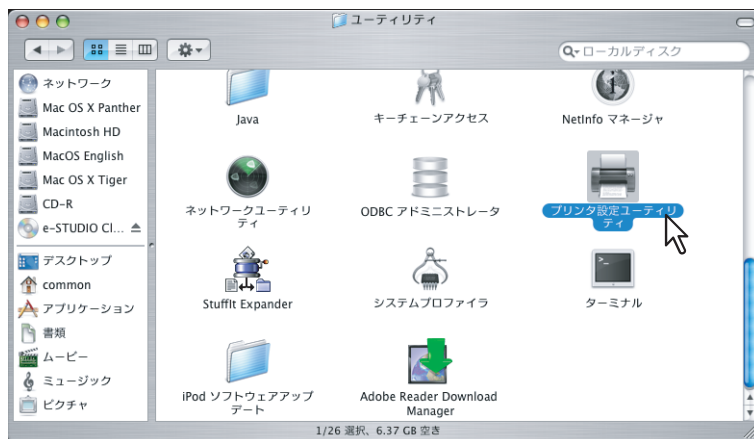 ユーティリティ
ローカルディスク
ネットワーク
Mac OS X Panther
Macintosh HD
MacOS English
Mac OS X Tiger
CD-R
e-STUDIO Cl...
デスクトップ
common
アプリケーション
書類
ムービー
ミュージック
ピクチャ
Java
キーチェーンアクセス
NetInfo マネージャ
ネットワークユーティリ
ティ
ODBC アドミニストレータ
プリンタ設定ユーティリ
ティ
StuffIt Expander
システムプロファイラ
ターミナル
iPod ソフトウェアアップ
デート
Adobe Reader Download
Manager
1/26 選択、6.37 GB 空き